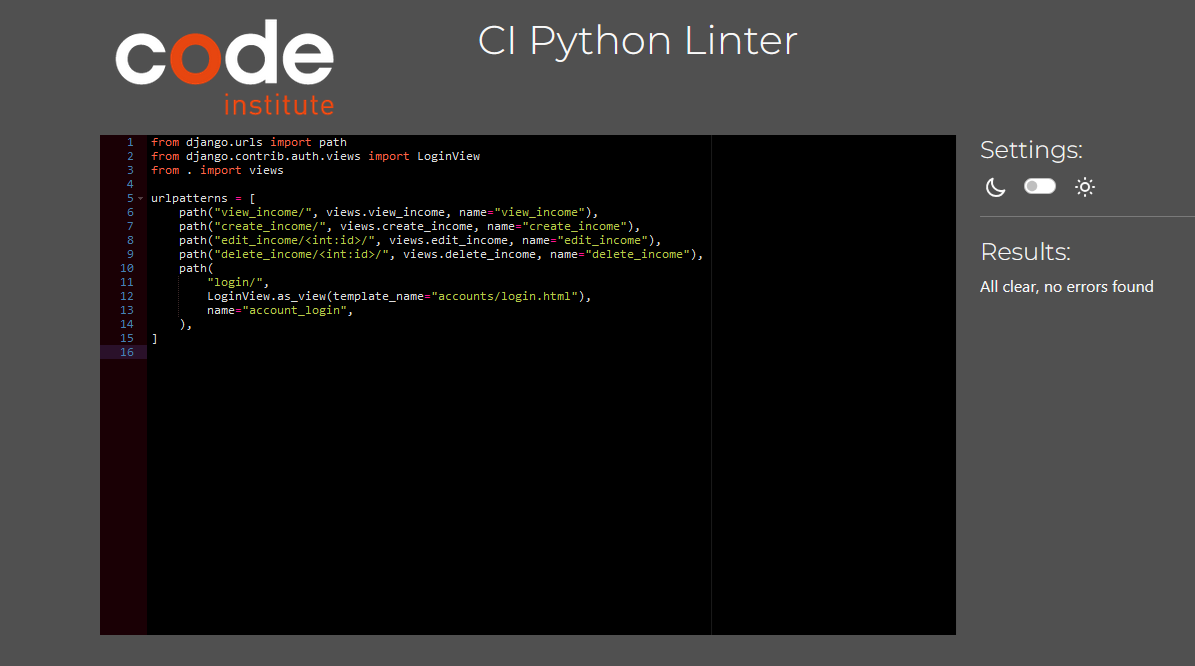 code
institute
CI Python Linter
1 from django.urls import path
2 from django.contrib.auth.views import LoginView
3 from . import views
4
5 urlpatterns = [
6     path("view_income/", views.view_income, name="view_income"),
7     path("create_income/", views.create_income, name="create_income"),
8     path("edit_income/<int:id>/", views.edit_income, name="edit_income"),
9     path("delete_income/<int:id>/", views.delete_income, name="delete_income"),
10     path(
11         "login/",
12         LoginView.as_view(template_name="accounts/login.html"),
13         name="account_login",
14     ),
15 ]
16
Settings:
Results:
All clear, no errors found